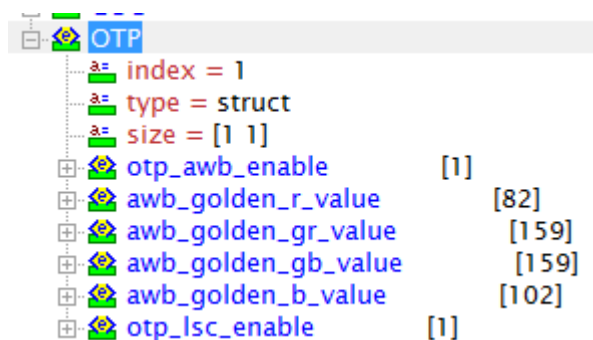 OTP
index = 1
type = struct
size = [1 1]
otp_awb_enable [1]
awb_golden_r_value [82]
awb_golden_gr_value [159]
awb_golden_gb_value [159]
awb_golden_b_value [102]
otp_lsc_enable [1]